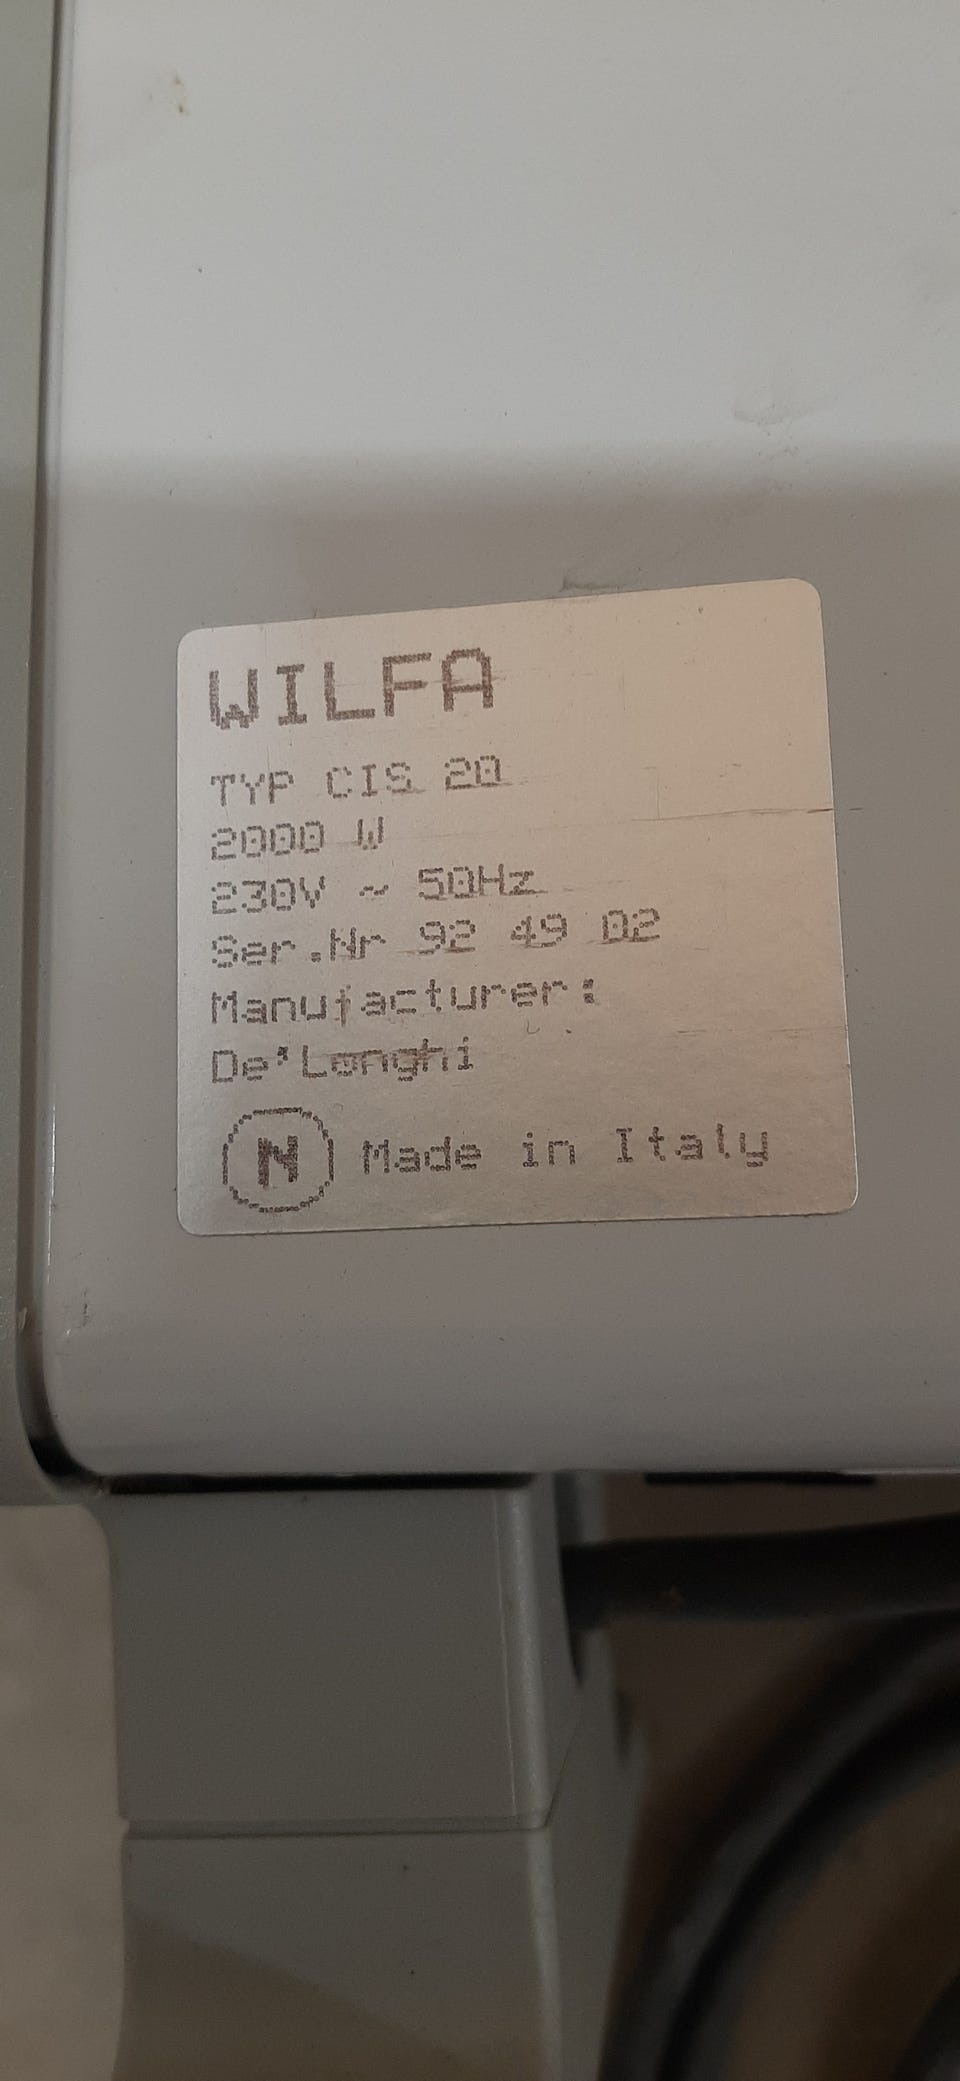 WILFA
TYP CIS 20
2000 W
230V ~ 50Hz
Ser.Nr 92 49 02
Manufacturer:
De'Longhi
N Made in Italy